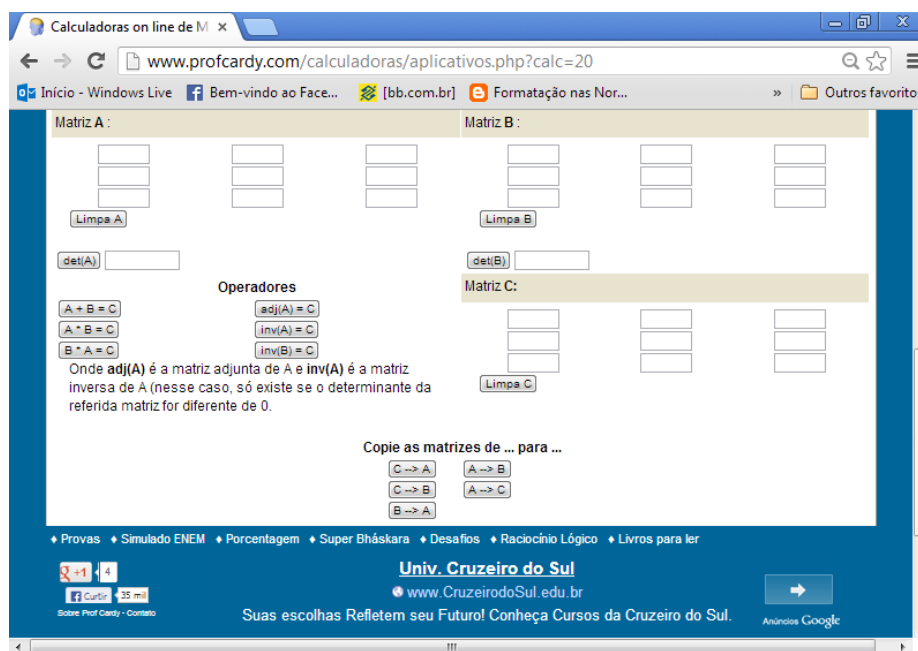 Calculadoras on line de M
www.profcardy.com/calculadoras/aplicativos.php?calc=20
Início - Windows Live
Bem-vindo ao Face...
[bb.com.br]
Formatação nas Nor...
»
Outros favorito
Matriz A :
Matriz B :
Limpa A
Limpa B
det(A)
det(B)
Operadores
Matriz C:
A + B = C
adj(A) = C
A * B = C
inv(A) = C
B * A = C
inv(B) = C
Onde adj(A) é a matriz adjunta de A e inv(A) é a matriz
inversa de A (nesse caso, só existe se o determinante da
referida matriz for diferente de 0.
Limpa C
Copie as matrizes de ... para ...
C --> A
A --> B
C --> B
A --> C
B --> A
♦ Provas ♦ Simulado ENEM ♦ Porcentagem ♦ Super Bháskara ♦ Desafios ♦ Raciocínio Lógico ♦ Livros para ler
+1 4
Curtir 35 mil
Sobre Prof Cardy - Contato
Univ. Cruzeiro do Sul
www.CruzeirodoSul.edu.br
Suas escolhas Refletem seu Futuro! Conheça Cursos da Cruzeiro do Sul.
Anúncios Google